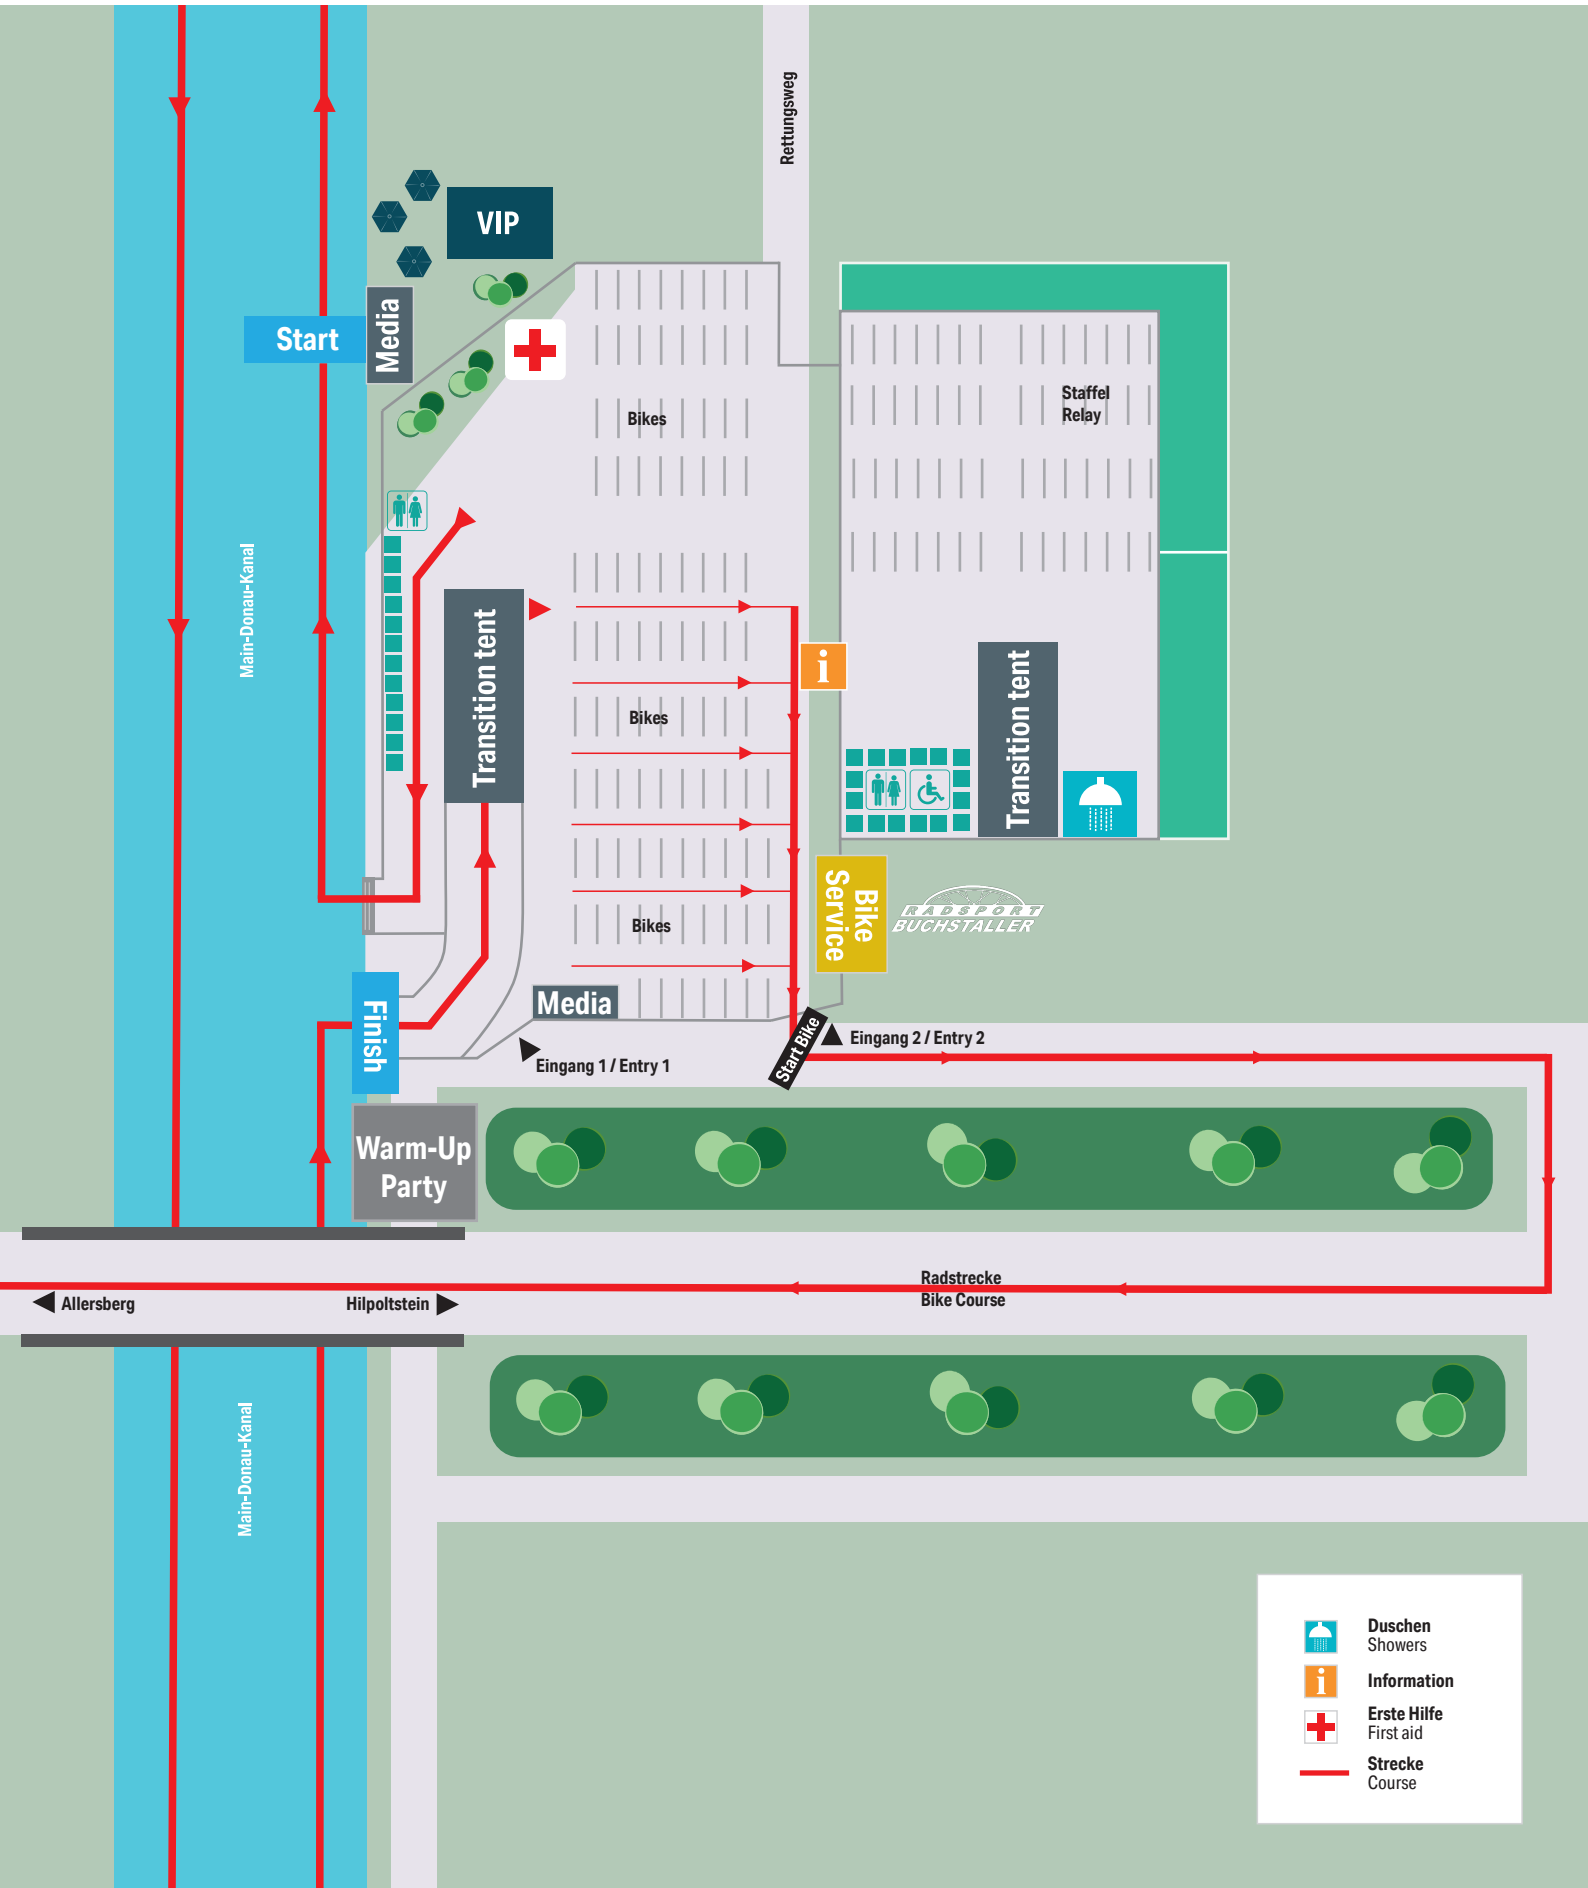 Rettungsweg
VIP
Media
Start
Bikes
Staffel
Relay
Main-Donau-Kanal
Transition tent
i
Bikes
Transition tent
Bike
Service
RADSPORT
BUCHSTALLER
Bikes
Media
Finish
Start Bike
Eingang 2 / Entry 2
Eingang 1 / Entry 1
Warm-Up
Party
Radstrecke
Bike Course
Allersberg
Hilpoltstein
Main-Donau-Kanal
Duschen
Showers
i
Information
Erste Hilfe
First aid
Strecke
Course